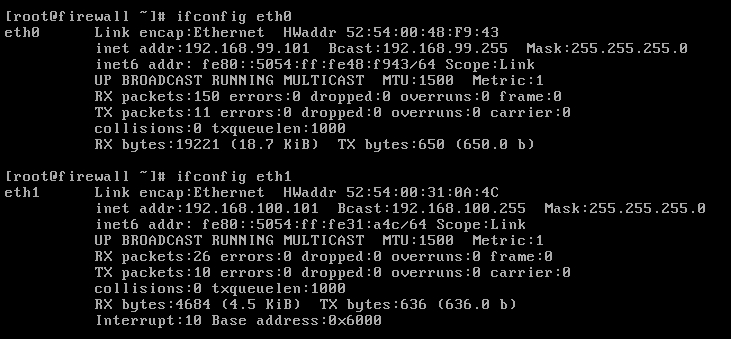 [root@firewall ~]# ifconfig eth0
eth0      Link encap:Ethernet  HWaddr 52:54:00:48:F9:43
          inet addr:192.168.99.101  Bcast:192.168.99.255  Mask:255.255.255.0
          inet6 addr: fe80::5054:ff:fe48:f943/64 Scope:Link
          UP BROADCAST RUNNING MULTICAST  MTU:1500  Metric:1
          RX packets:150 errors:0 dropped:0 overruns:0 frame:0
          TX packets:11 errors:0 dropped:0 overruns:0 carrier:0
          collisions:0 txqueuelen:1000
          RX bytes:19221 (18.7 KiB)  TX bytes:650 (650.0 b)

[root@firewall ~]# ifconfig eth1
eth1      Link encap:Ethernet  HWaddr 52:54:00:31:0A:4C
          inet addr:192.168.100.101  Bcast:192.168.100.255  Mask:255.255.255.0
          inet6 addr: fe80::5054:ff:fe31:a4c/64 Scope:Link
          UP BROADCAST RUNNING MULTICAST  MTU:1500  Metric:1
          RX packets:26 errors:0 dropped:0 overruns:0 frame:0
          TX packets:10 errors:0 dropped:0 overruns:0 carrier:0
          collisions:0 txqueuelen:1000
          RX bytes:4684 (4.5 KiB)  TX bytes:636 (636.0 b)
          Interrupt:10 Base address:0x6000